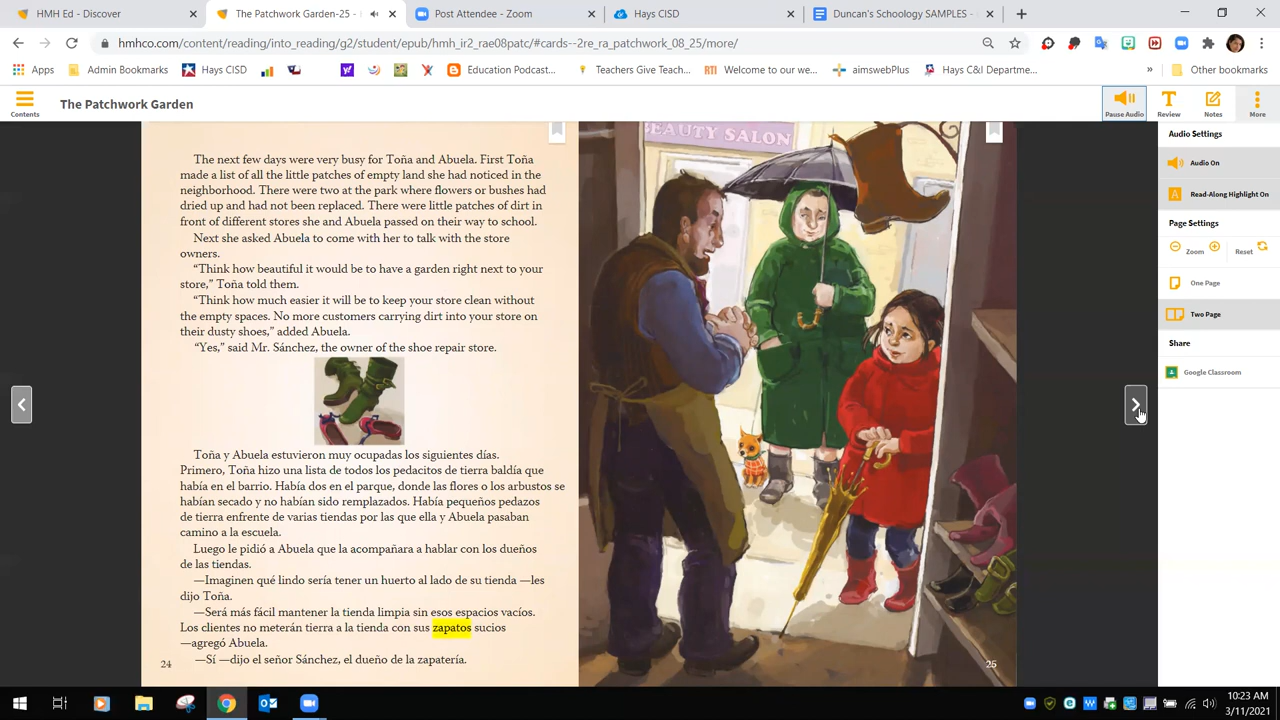 HMH Ed - Discover
The Patchwork Garden-25 -
Post Attendee - Zoom
Hays CISD
Duncan's Schoology SAMPLES -
hmhco.com/content/reading/into_reading/g2/student/epub/hmh_ir2_rae08patc/#cards--2re_ra_patchwork_08_25/more/
Apps
Admin Bookmarks
Hays CISD
Education Podcast...
Teachers Give Teach...
RTI Welcome to our we...
aimswebPlus
Hays C&I Departme...
»
Other bookmarks
Contents
The Patchwork Garden
Pause Audio
Review
Notes
More
The next few days were very busy for Toña and Abuela. First Toña
made a list of all the little patches of empty land she had noticed in the
neighborhood. There were two at the park where flowers or bushes had
dried up and had not been replaced. There were little patches of dirt in
front of different stores she and Abuela passed on their way to school.
Next she asked Abuela to come with her to talk with the store
owners.
“Think how beautiful it would be to have a garden right next to your
store,” Toña told them.
“Think how much easier it will be to keep your store clean without
the empty spaces. No more customers carrying dirt into your store on
their dusty shoes,” added Abuela.
“Yes,” said Mr. Sánchez, the owner of the shoe repair store.
Toña y Abuela estuvieron muy ocupadas los siguientes días.
Primero, Toña hizo una lista de todos los pedacitos de tierra baldía que
había en el barrio. Había dos en el parque, donde las flores o los arbustos se
habían secado y no habían sido remplazados. Había pequeños pedazos
de tierra enfrente de varias tiendas por las que ella y Abuela pasaban
camino a la escuela.
Luego le pidió a Abuela que la acompañara a hablar con los dueños
de las tiendas.
—Imaginen qué lindo sería tener un huerto al lado de su tienda —les
dijo Toña.
—Será más fácil mantener la tienda limpia sin esos espacios vacíos.
Los clientes no meterán tierra a la tienda con sus zapatos sucios
—agregó Abuela.
—Sí —dijo el señor Sánchez, el dueño de la zapatería.
24
BEAUTY SALON
25
Audio Settings
Audio On
A Read-Along Highlight On
Page Settings
Zoom
Reset
One Page
Two Page
Share
Google Classroom
10:23 AM
3/11/2021